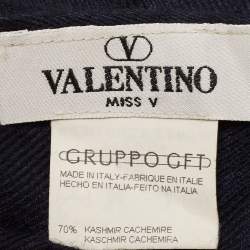 VALENTINO
MISS V
GRUPPO GFT
MADE IN ITALY-FABRIQUE EN ITALIE
HECHO EN ITALIA-FEITO NA ITALIA
70% KASHMIR CACHEMIRE
KASCHMIR CACHEMIRA